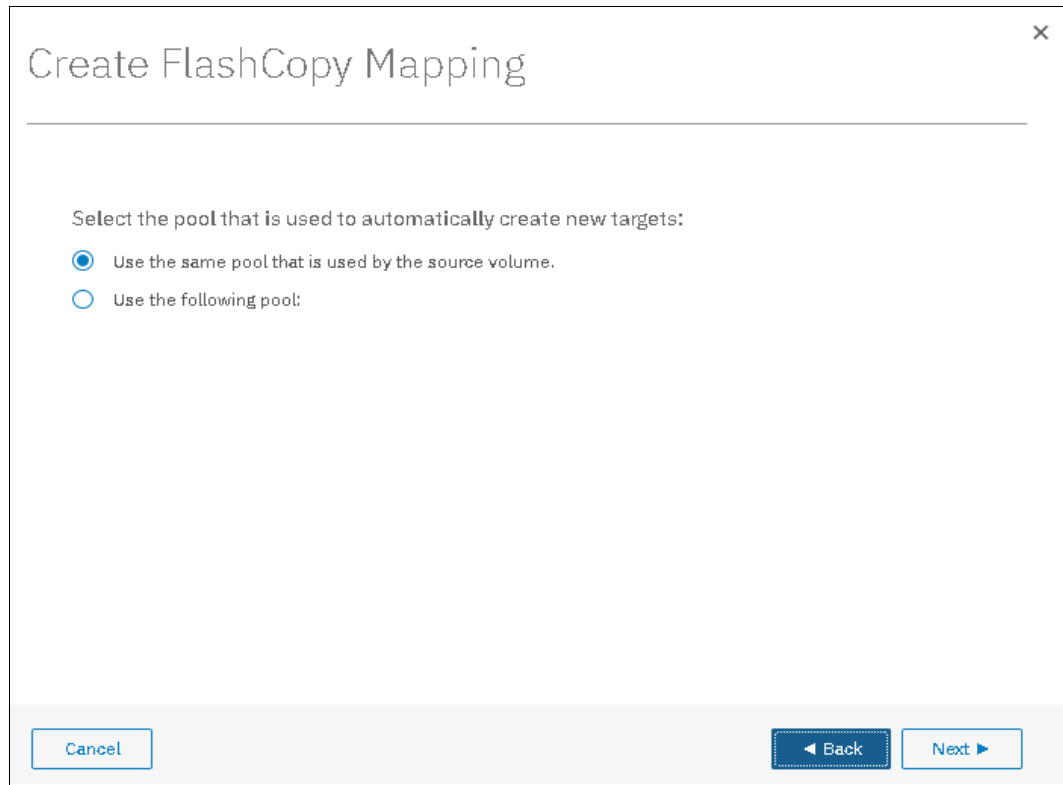 Create FlashCopy Mapping
Select the pool that is used to automatically create new targets:
Use the same pool that is used by the source volume.
Use the following pool:
Cancel
◀ Back
Next ▶